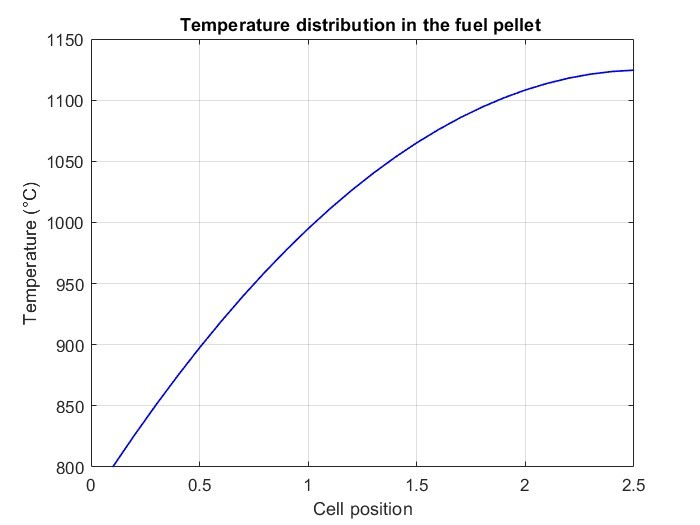 Temperature distribution in the fuel pellet
1150
1100
1050
1000
950
900
850
800
Temperature (°C)
0 0.5 1 1.5 2 2.5
Cell position